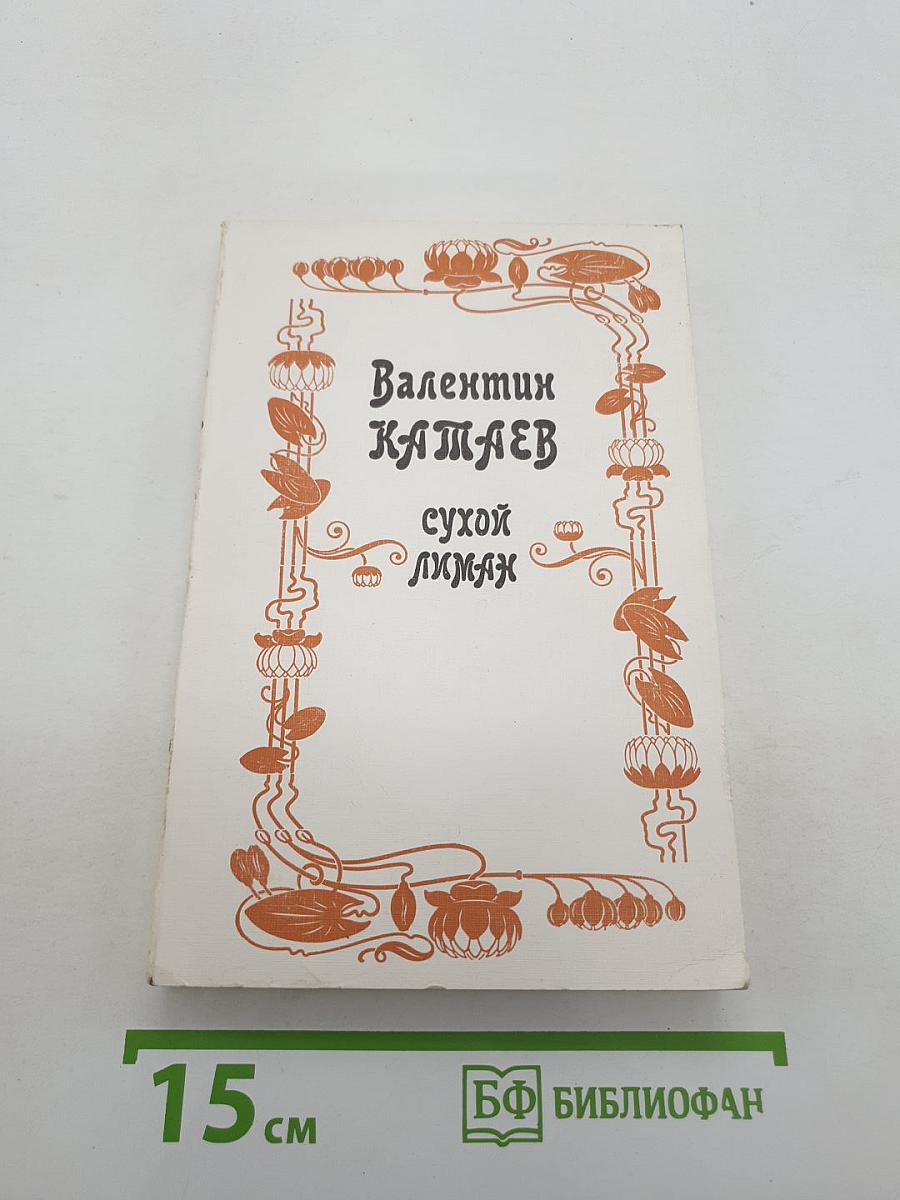 Валентин
КАТАЕВ
СУХОЙ
ЛИМАН
15 см
БФ БИБЛИОФАН